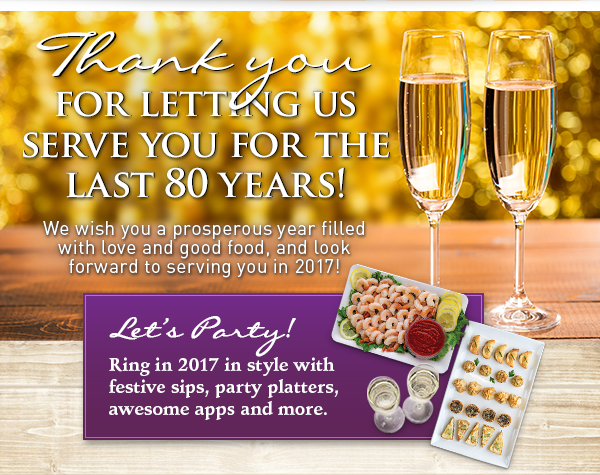 Thank you
FOR LETTING US
SERVE YOU FOR THE
LAST 80 YEARS!
We wish you a prosperous year filled
with love and good food, and look
forward to serving you in 2017!
Let's Party!
Ring in 2017 in style with
festive sips, party platters,
awesome apps and more.